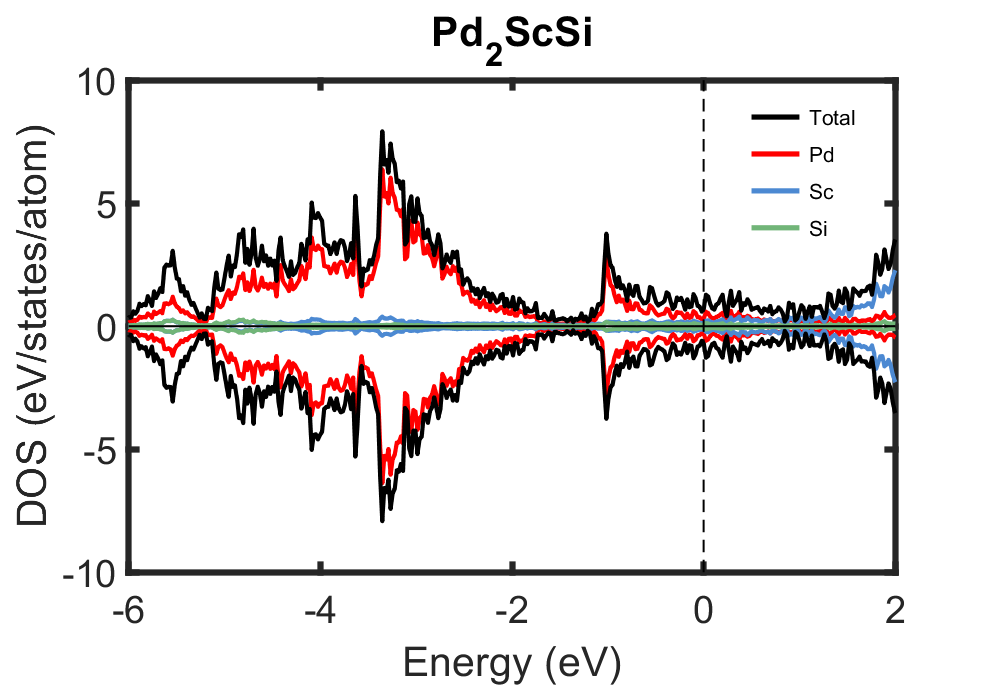 Pd2ScSi
10
5
0
-5
-10
DOS (eV/states/atom)
Total
Pd
Sc
Si
-6 -4 -2 0 2
Energy (eV)